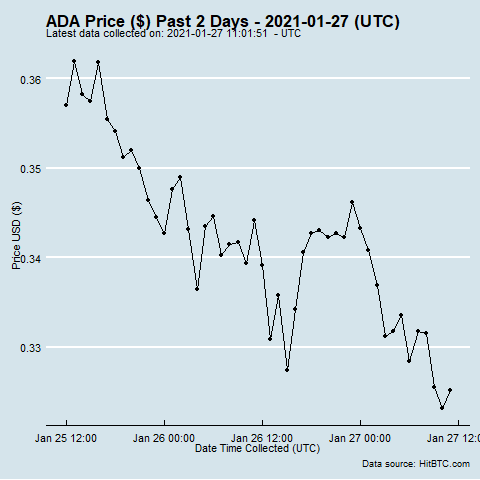 ADA Price ($) Past 2 Days - 2021-01-27 (UTC)
Latest data collected on: 2021-01-27 11:01:51 - UTC
0.36
0.35
0.34
0.33
Price USD ($)
Jan 25 12:00 Jan 26 00:00 Jan 26 12:00 Jan 27 00:00 Jan 27 12:
Date Time Collected (UTC)
Data source: HitBTC.com